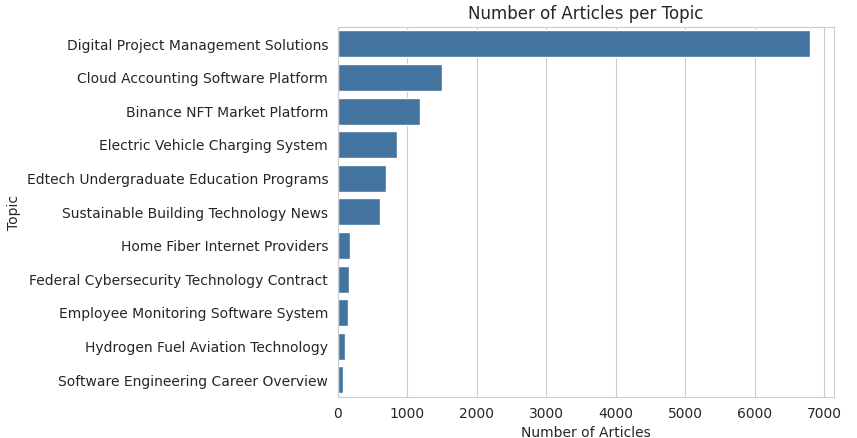 Number of Articles per Topic
Digital Project Management Solutions
Cloud Accounting Software Platform
Binance NFT Market Platform
Electric Vehicle Charging System
Edtech Undergraduate Education Programs
Sustainable Building Technology News
Home Fiber Internet Providers
Federal Cybersecurity Technology Contract
Employee Monitoring Software System
Hydrogen Fuel Aviation Technology
Software Engineering Career Overview
Topic
0 1000 2000 3000 4000 5000 6000 7000
Number of Articles